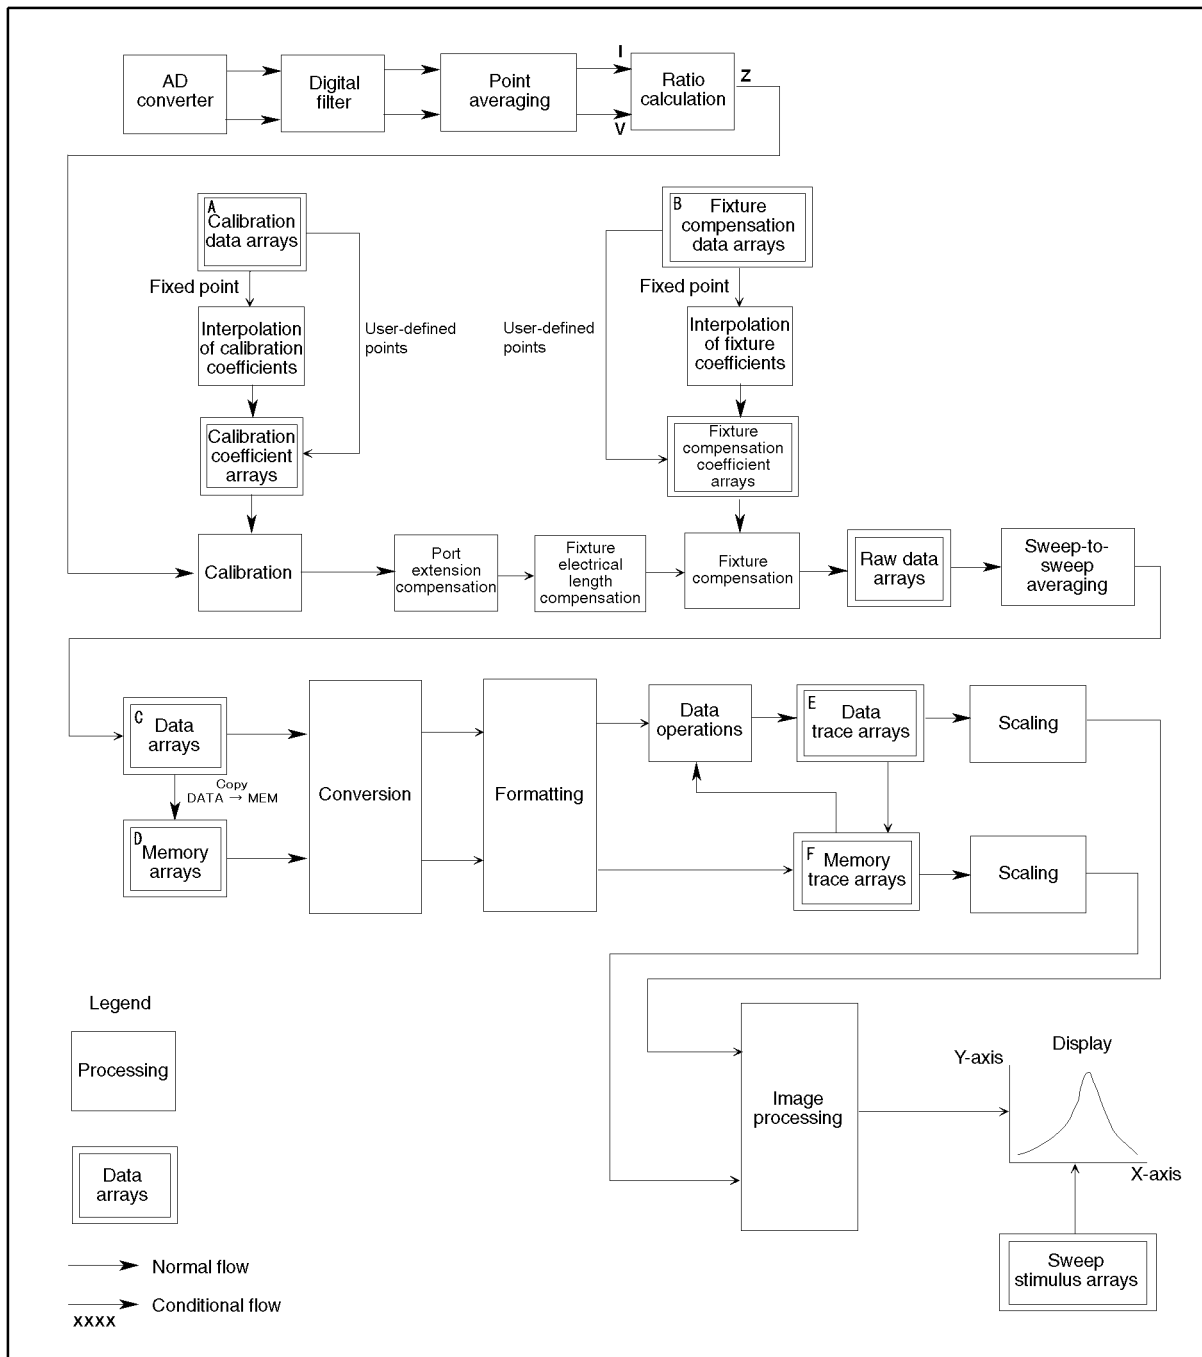 AD
converter
Digital
filter
Point
averaging
I
V
Ratio
calculation
Z
A
Calibration
data arrays
Fixed point
Interpolation
of calibration
coefficients
User-defined
points
Calibration
coefficient
arrays
B
Fixture
compensation
data arrays
Fixed point
User-defined
points
Interpolation
of fixture
coefficients
Fixture
compensation
coefficient
arrays
Calibration
Port
extension
compensation
Fixture
electrical
length
compensation
Fixture
compensation
Raw data
arrays
Sweep-to-
sweep
averaging
C
Data
arrays
Copy
DATA → MEM
D
Memory
arrays
Conversion
Formatting
Data
operations
E
Data
trace arrays
Scaling
F
Memory
trace arrays
Scaling
Legend
Processing
Data
arrays
Normal flow
Conditional flow
XXXX
Image
processing
Y-axis
Display
X-axis
Sweep
stimulus arrays